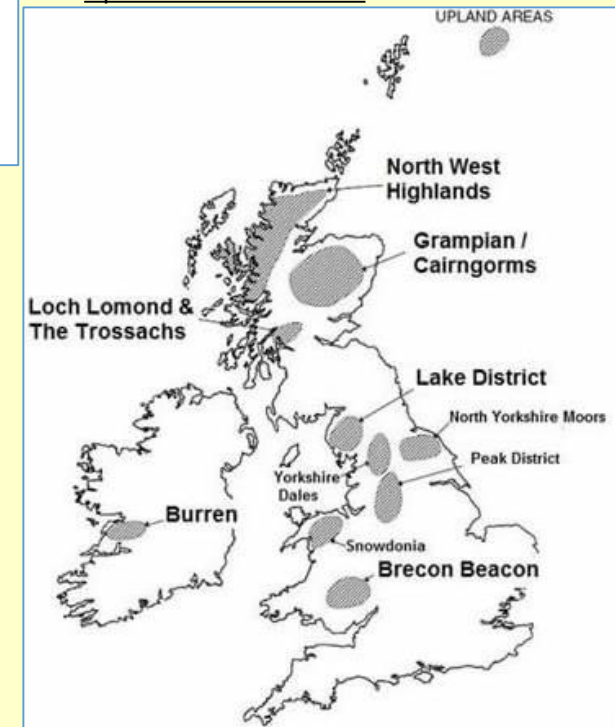 UPLAND AREAS
North West
Highlands
Grampian /
Cairngorms
Loch Lomond &
The Trossachs
Lake District
North Yorkshire Moors
Peak District
Yorkshire
Dales
Burren
Snowdonia
Brecon Beacon